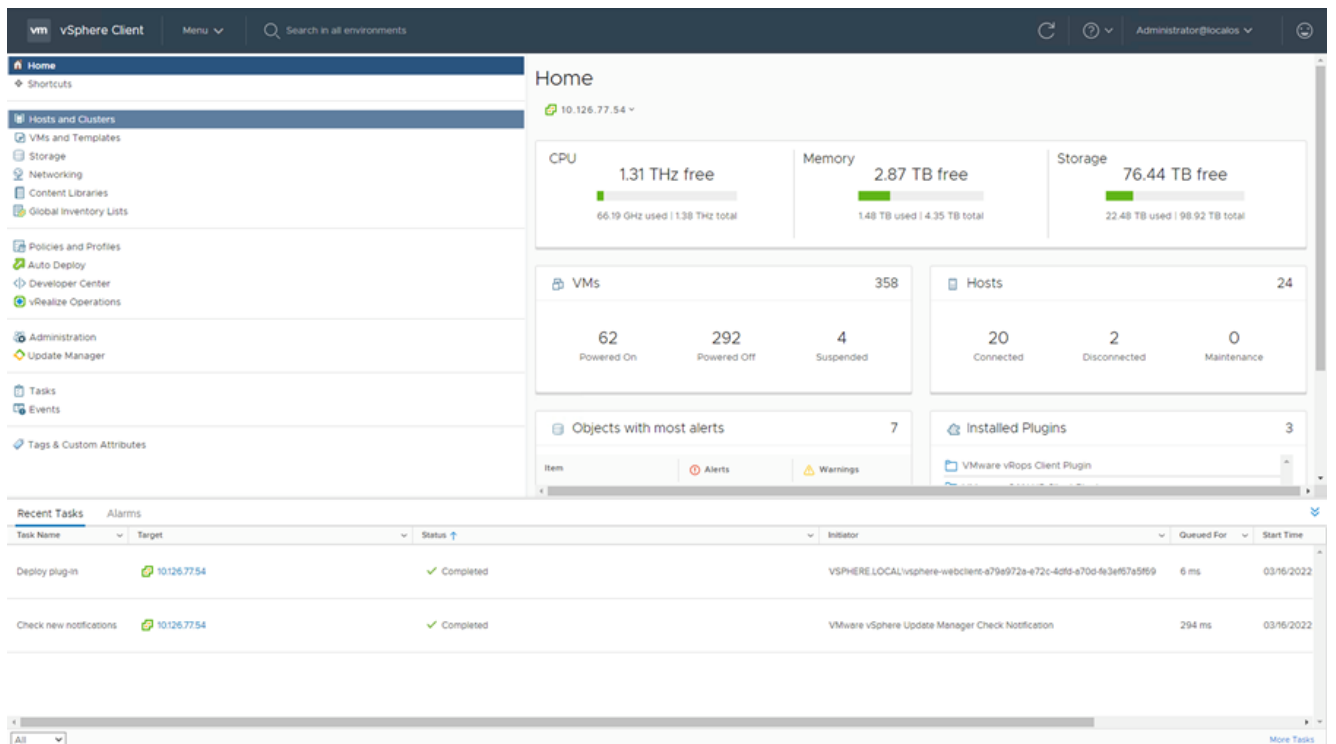 vm vSphere Client Menu Search in all environments Administrator@localos
Home
Shortcuts
Hosts and Clusters
VMs and Templates
Storage
Networking
Content Libraries
Global Inventory Lists
Policies and Profiles
Auto Deploy
Developer Center
vRealize Operations
Administration
Update Manager
Tasks
Events
Tags & Custom Attributes
Home
10.126.77.54
CPU
1.31 THz free
66.19 GHz used | 1.38 THz total
Memory
2.87 TB free
1.48 TB used | 4.35 TB total
Storage
76.44 TB free
22.48 TB used | 98.92 TB total
VMs 358
62 292 4
Powered On Powered Off Suspended
Hosts 24
20 2 0
Connected Disconnected Maintenance
Objects with most alerts 7
Item Alerts Warnings
Installed Plugins 3
VMware vRops Client Plugin
Recent Tasks Alarms
Task Name Target Status Initiator Queued For Start Time
Deploy plug-in 10.126.77.54 Completed VSPHERE.LOCAL\vsphere-webclient-a79a972a-e72c-4dfd-a70d-fe3ef67a5f69 6 ms 03/16/2022
Check new notifications 10.126.77.54 Completed VMware vSphere Update Manager Check Notification 294 ms 03/16/2022
All More Tasks